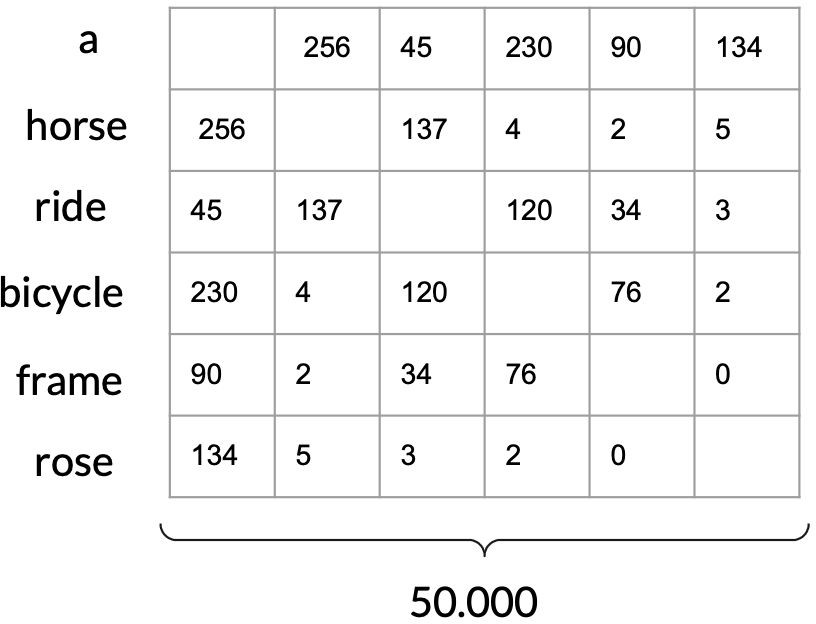 a 256 45 230 90 134
horse 256 137 4 2 5
ride 45 137 120 34 3
bicycle 230 4 120 76 2
frame 90 2 34 76 0
rose 134 5 3 2 0
50.000